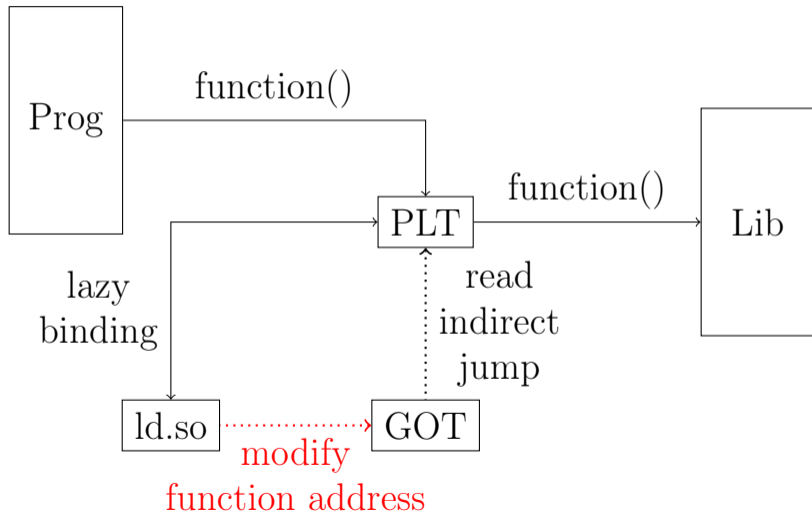 function()
Prog
function()
PLT
Lib
lazy
binding
read
indirect
jump
ld.so
GOT
modify
function address